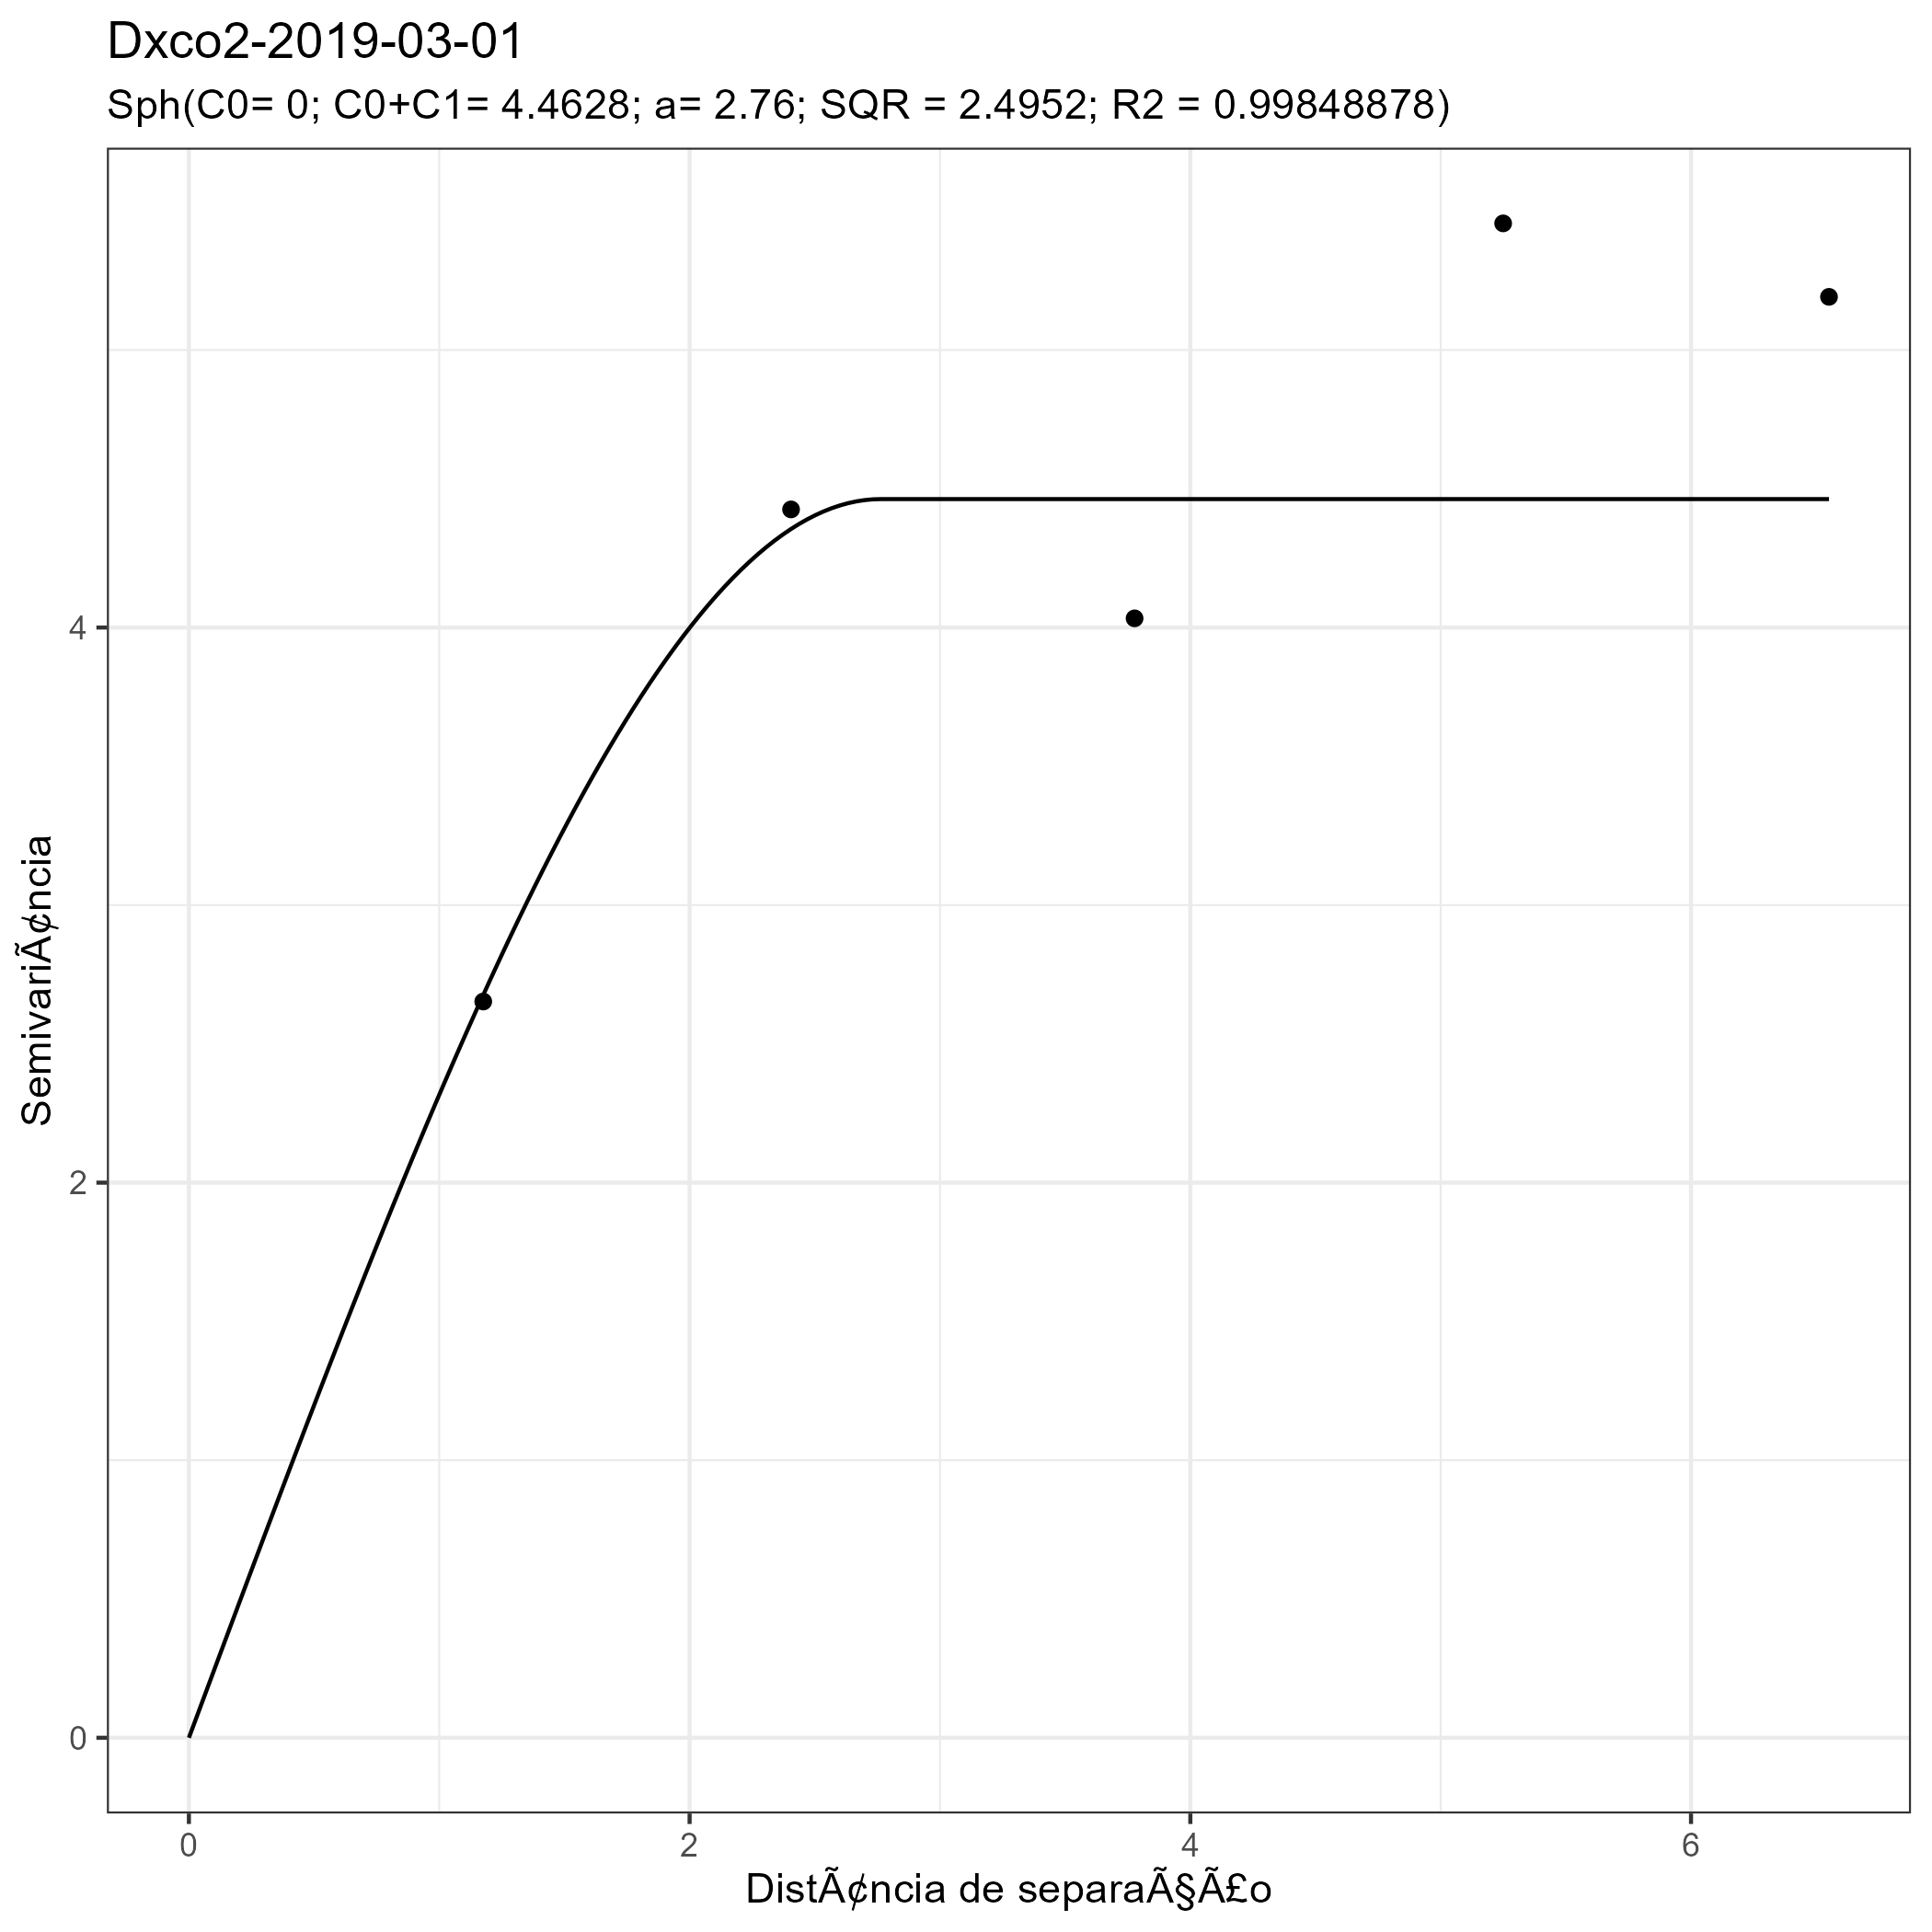 Dxco2-2019-03-01
Sph(C0= 0; C0+C1= 4.4628; a= 2.76; SQR = 2.4952; R2 = 0.99848878)
SemivariÃ¢ncia
4
2
0
0 2 4 6
DistÃ¢ncia de separaÃ§Ã£o